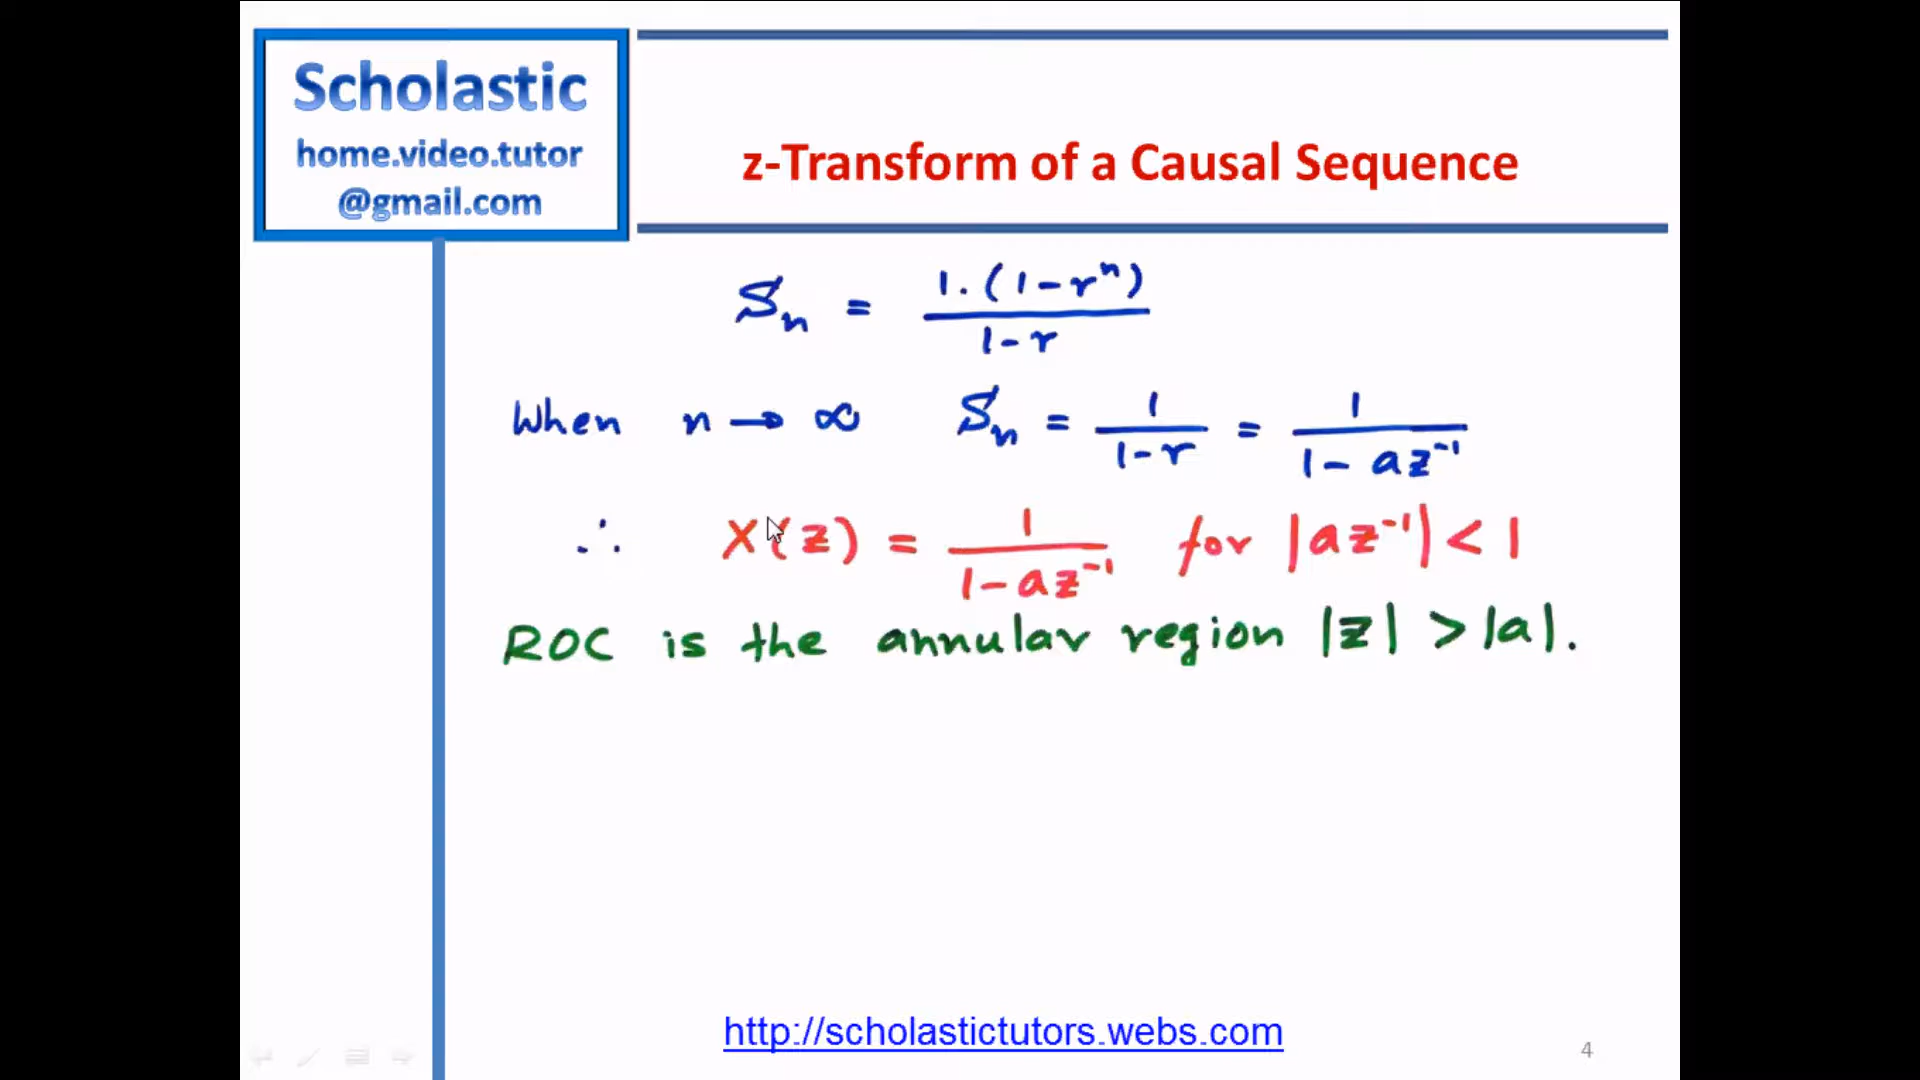 Scholastic
home.video.tutor
@gmail.com
z-Transform of a Causal Sequence
Sₙ = 1.(1-rⁿ) / 1-r
When n → ∞ Sₙ = 1 / 1-r = 1 / 1- az⁻¹
∴ X(z) = 1 / 1-az⁻¹ for |az⁻¹| < 1
ROC is the annular region |z| > |a|.
http://scholastictutors.webs.com
4